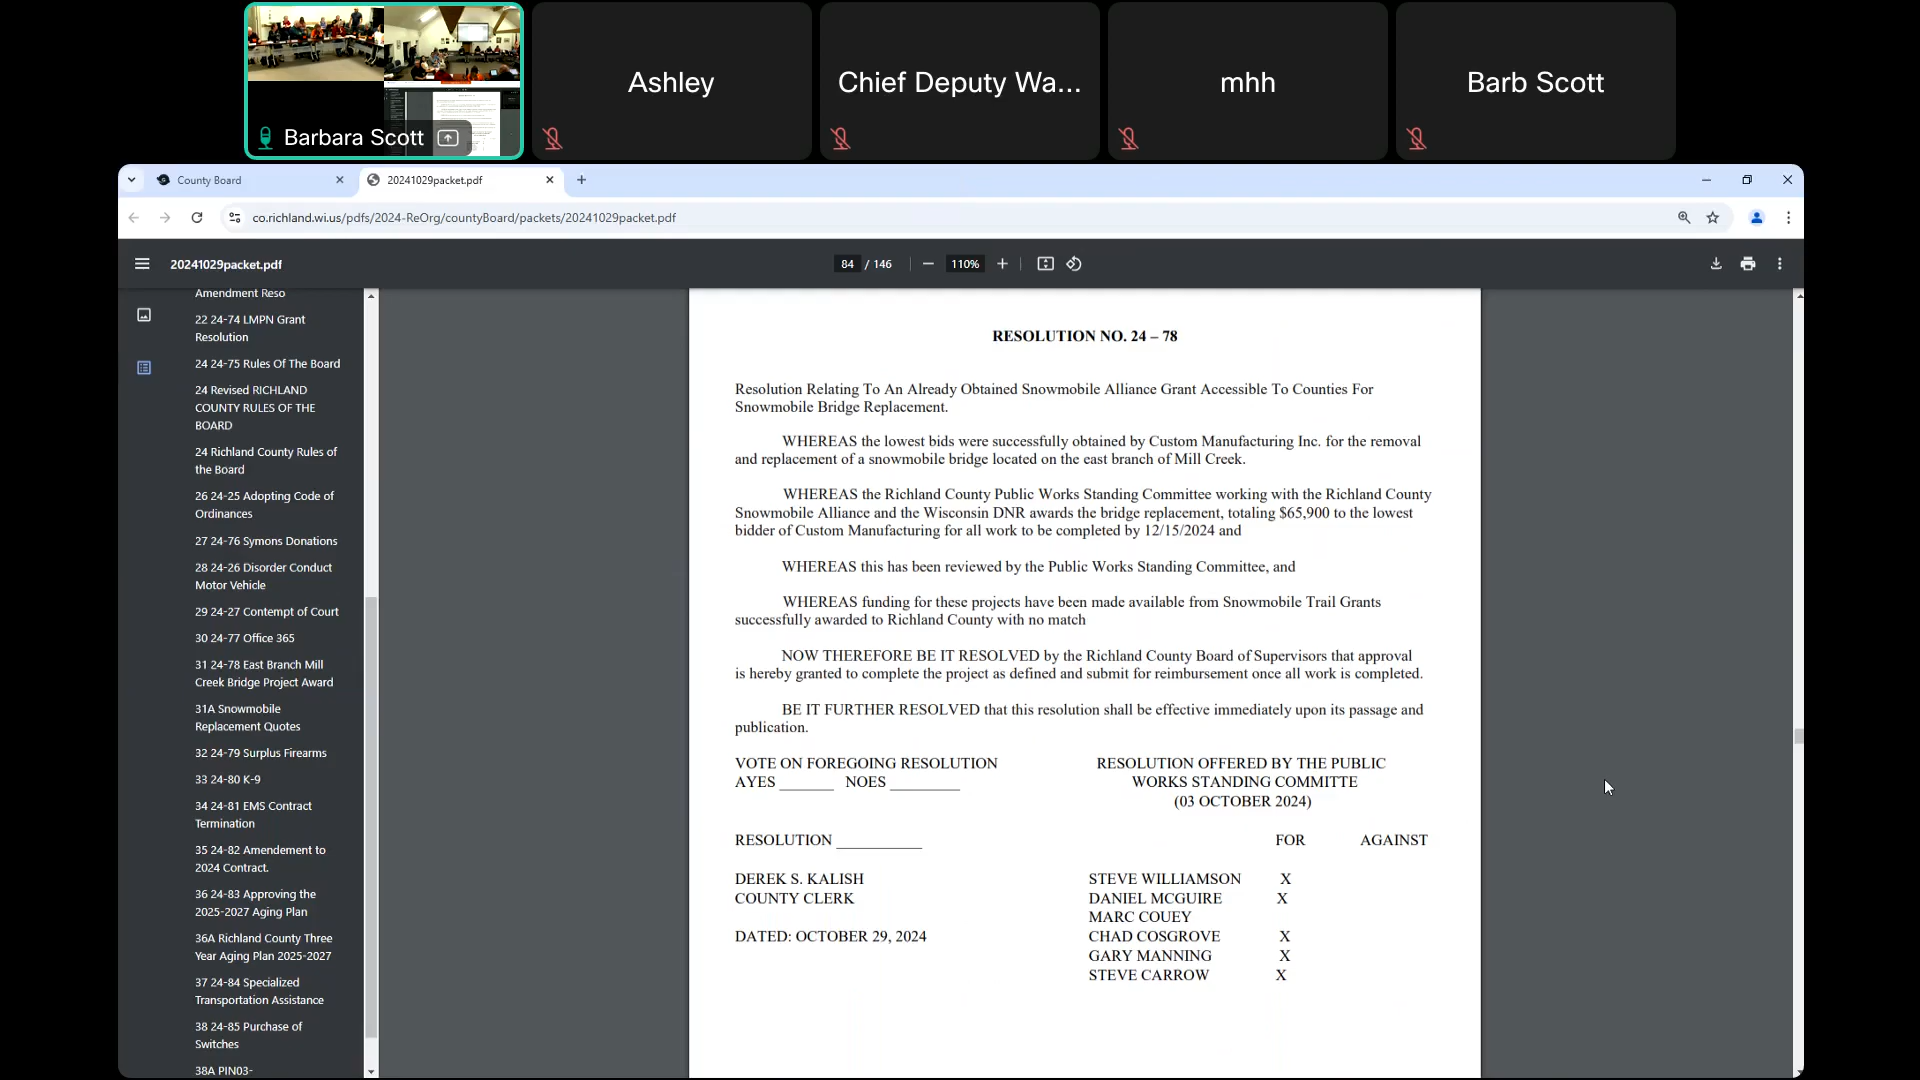 Barbara Scott
Ashley
Chief Deputy Wa...
mhh
Barb Scott
County Board
20241029packet.pdf
co.richland.wi.us/pdfs/2024-ReOrg/countyBoard/packets/20241029packet.pdf
20241029packet.pdf
84 / 146
110%
Amendment Reso
22 24-74 LMPN Grant
Resolution
24 24-75 Rules Of The Board
24 Revised RICHLAND
COUNTY RULES OF THE
BOARD
24 Richland County Rules of
the Board
26 24-25 Adopting Code of
Ordinances
27 24-76 Symons Donations
28 24-26 Disorder Conduct
Motor Vehicle
29 24-27 Contempt of Court
30 24-77 Office 365
31 24-78 East Branch Mill
Creek Bridge Project Award
31A Snowmobile
Replacement Quotes
32 24-79 Surplus Firearms
33 24-80 K-9
34 24-81 EMS Contract
Termination
35 24-82 Amendement to
2024 Contract.
36 24-83 Approving the
2025-2027 Aging Plan
36A Richland County Three
Year Aging Plan 2025-2027
37 24-84 Specialized
Transportation Assistance
38 24-85 Purchase of
Switches
38A PIN03-
RESOLUTION NO. 24 – 78
Resolution Relating To An Already Obtained Snowmobile Alliance Grant Accessible To Counties For
Snowmobile Bridge Replacement.
WHEREAS the lowest bids were successfully obtained by Custom Manufacturing Inc. for the removal
and replacement of a snowmobile bridge located on the east branch of Mill Creek.
WHEREAS the Richland County Public Works Standing Committee working with the Richland County
Snowmobile Alliance and the Wisconsin DNR awards the bridge replacement, totaling $65,900 to the lowest
bidder of Custom Manufacturing for all work to be completed by 12/15/2024 and
WHEREAS this has been reviewed by the Public Works Standing Committee, and
WHEREAS funding for these projects have been made available from Snowmobile Trail Grants
successfully awarded to Richland County with no match
NOW THEREFORE BE IT RESOLVED by the Richland County Board of Supervisors that approval
is hereby granted to complete the project as defined and submit for reimbursement once all work is completed.
BE IT FURTHER RESOLVED that this resolution shall be effective immediately upon its passage and
publication.
VOTE ON FOREGOING RESOLUTION
AYES _______ NOES _________
RESOLUTION ___________
DEREK S. KALISH
COUNTY CLERK
DATED: OCTOBER 29, 2024
RESOLUTION OFFERED BY THE PUBLIC
WORKS STANDING COMMITTE
(03 OCTOBER 2024)
FOR AGAINST
STEVE WILLIAMSON X
DANIEL MCGUIRE X
MARC COUEY
CHAD COSGROVE X
GARY MANNING X
STEVE CARROW X